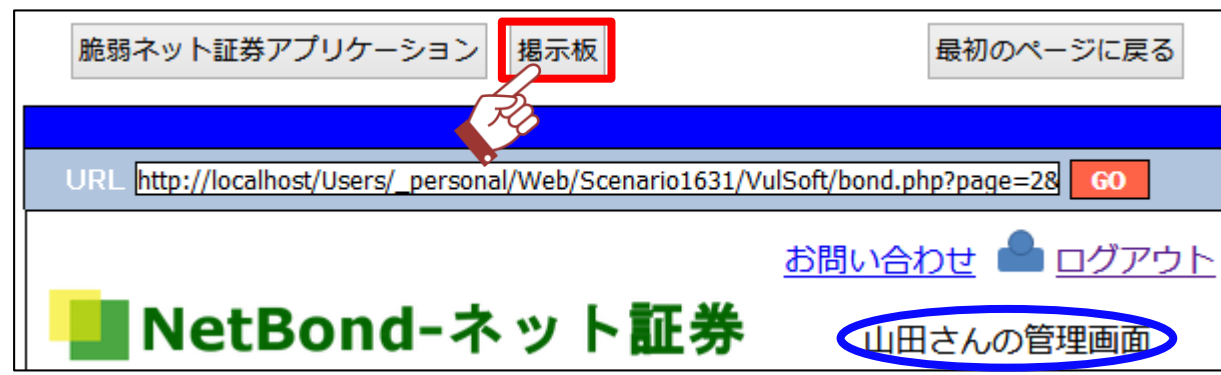 脆弱ネット証券アプリケーション 掲示板 最初のページに戻る
URL http://localhost/Users/_personal/Web/Scenario1631/VulSoft/bond.php?page=2& GO
お問い合わせ ログアウト
NetBond-ネット証券 山田さんの管理画面